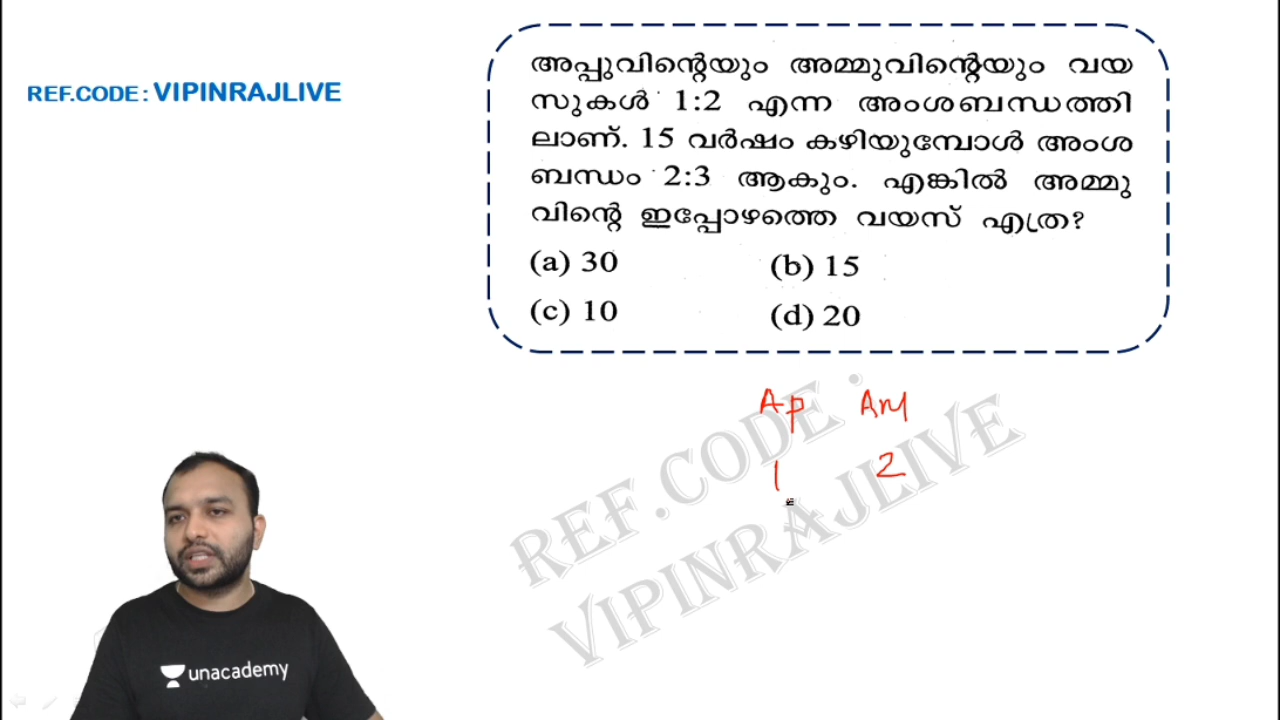 REF.CODE : VIPINRAJLIVE
അപ്പുവിന്റെയും അമ്മുവിന്റെയും വയ
സുകൾ 1:2 എന്ന അംശബന്ധത്തി
ലാണ്. 15 വർഷം കഴിയുമ്പോൾ അംശ
ബന്ധം 2:3 ആകും. എങ്കിൽ അമ്മു
വിന്റെ ഇപ്പോഴത്തെ വയസ് എത്ര?
(a) 30 (b) 15
(c) 10 (d) 20
Ap AM
1 2
REF.CODE :
VIPINRAJLIVE
unacademy